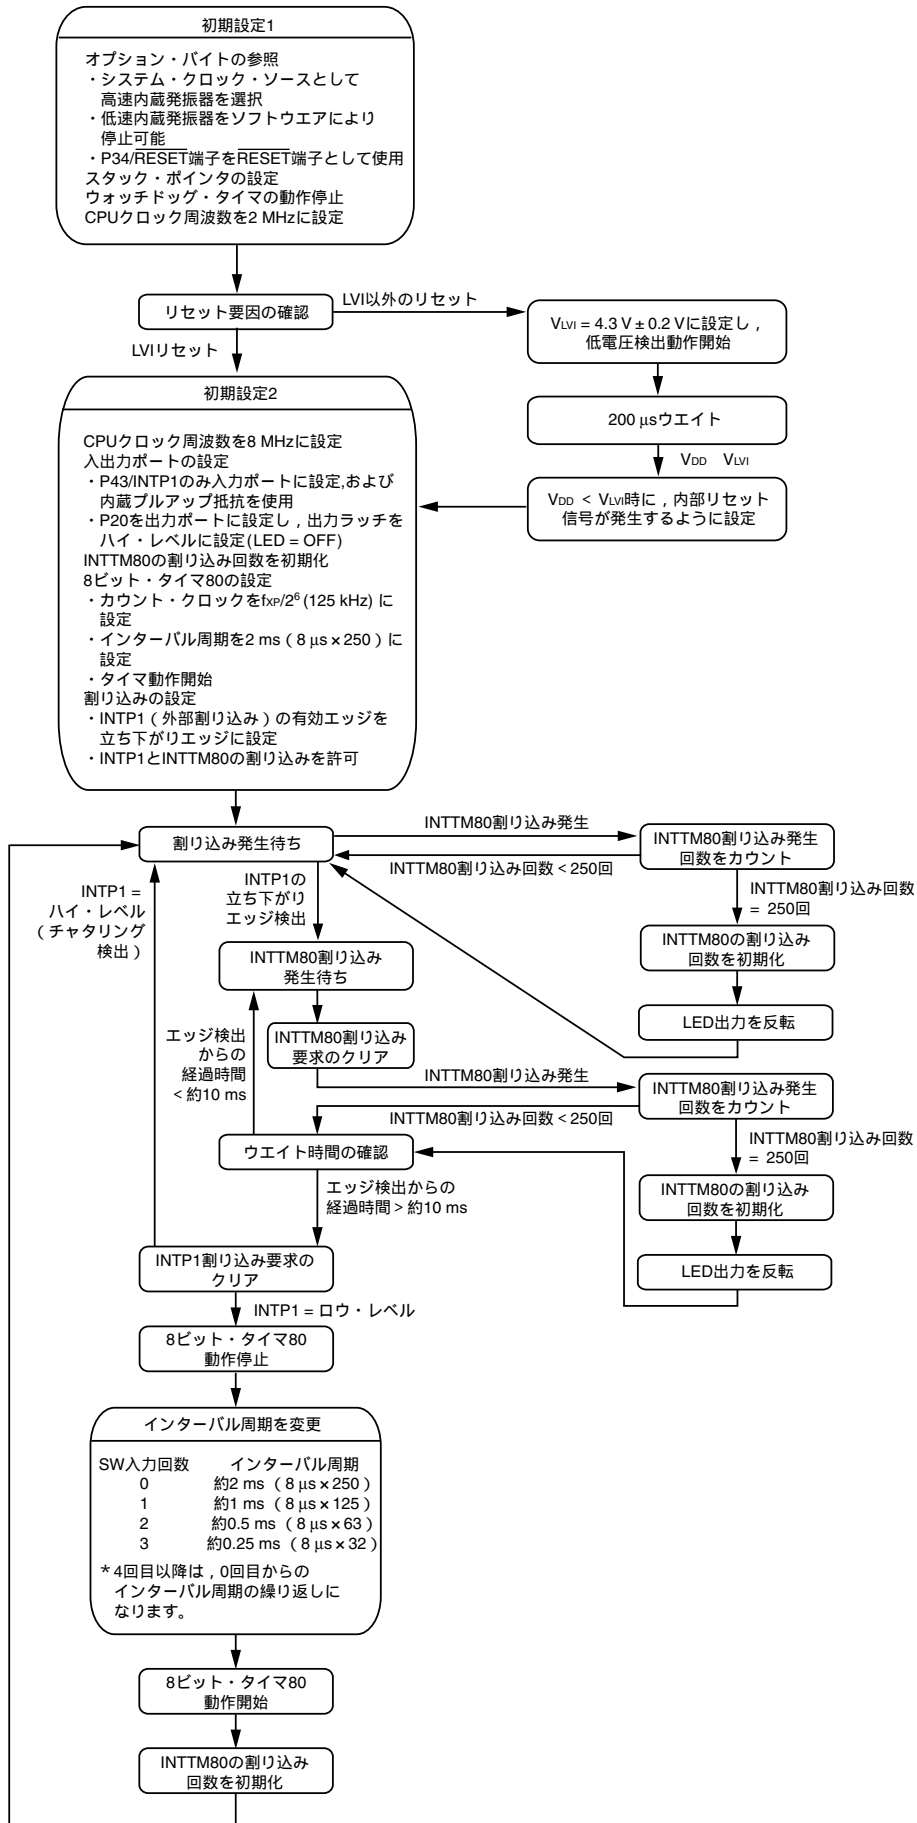 初期設定1
オプション・バイトの参照
・システム・クロック・ソースとして
高速内蔵発振器を選択
・低速内蔵発振器をソフトウエアにより
停止可能
・P34/RESET端子をRESET端子として使用
スタック・ポインタの設定
ウォッチドッグ・タイマの動作停止
CPUクロック周波数を2 MHzに設定
リセット要因の確認
LVI以外のリセット
VLVI = 4.3 V ± 0.2 Vに設定し，
低電圧検出動作開始
LVIリセット
200 μsウエイト
VDD VLVI
VDD < VLVI時に，内部リセット
信号が発生するように設定
初期設定2
CPUクロック周波数を8 MHzに設定
入出力ポートの設定
・P43/INTP1のみ入力ポートに設定,および
内蔵プルアップ抵抗を使用
・P20を出力ポートに設定し，出力ラッチを
ハイ・レベルに設定(LED = OFF)
INTTM80の割り込み回数を初期化
8ビット・タイマ80の設定
・カウント・クロックをfXP/2⁶ (125 kHz) に
設定
・インターバル周期を2 ms（8 μs×250）に
設定
・タイマ動作開始
割り込みの設定
・INTP1（外部割り込み）の有効エッジを
立ち下がりエッジに設定
・INTP1とINTTM80の割り込みを許可
割り込み発生待ち
INTTM80割り込み発生
INTTM80割り込み発生
回数をカウント
INTTM80割り込み回数＜250回
INTTM80割り込み回数
= 250回
INTTM80の割り込み
回数を初期化
LED出力を反転
INTP1 =
ハイ・レベル
（チャタリング
検出）
INTP1の
立ち下がり
エッジ検出
INTTM80割り込み
発生待ち
INTTM80割り込み
要求のクリア
エッジ検出
からの
経過時間
＜約10 ms
INTTM80割り込み発生
INTTM80割り込み発生
回数をカウント
INTTM80割り込み回数＜250回
INTTM80割り込み回数
= 250回
INTTM80の割り込み
回数を初期化
LED出力を反転
ウエイト時間の確認
エッジ検出からの
経過時間＞約10 ms
INTP1割り込み要求の
クリア
INTP1 = ロウ・レベル
8ビット・タイマ80
動作停止
インターバル周期を変更
SW入力回数 インターバル周期
0 約2 ms（8 μs×250）
1 約1 ms（8 μs×125）
2 約0.5 ms（8 μs×63）
3 約0.25 ms（8 μs×32）
＊4回目以降は，0回目からの
インターバル周期の繰り返しに
なります。
8ビット・タイマ80
動作開始
INTTM80の割り込み
回数を初期化